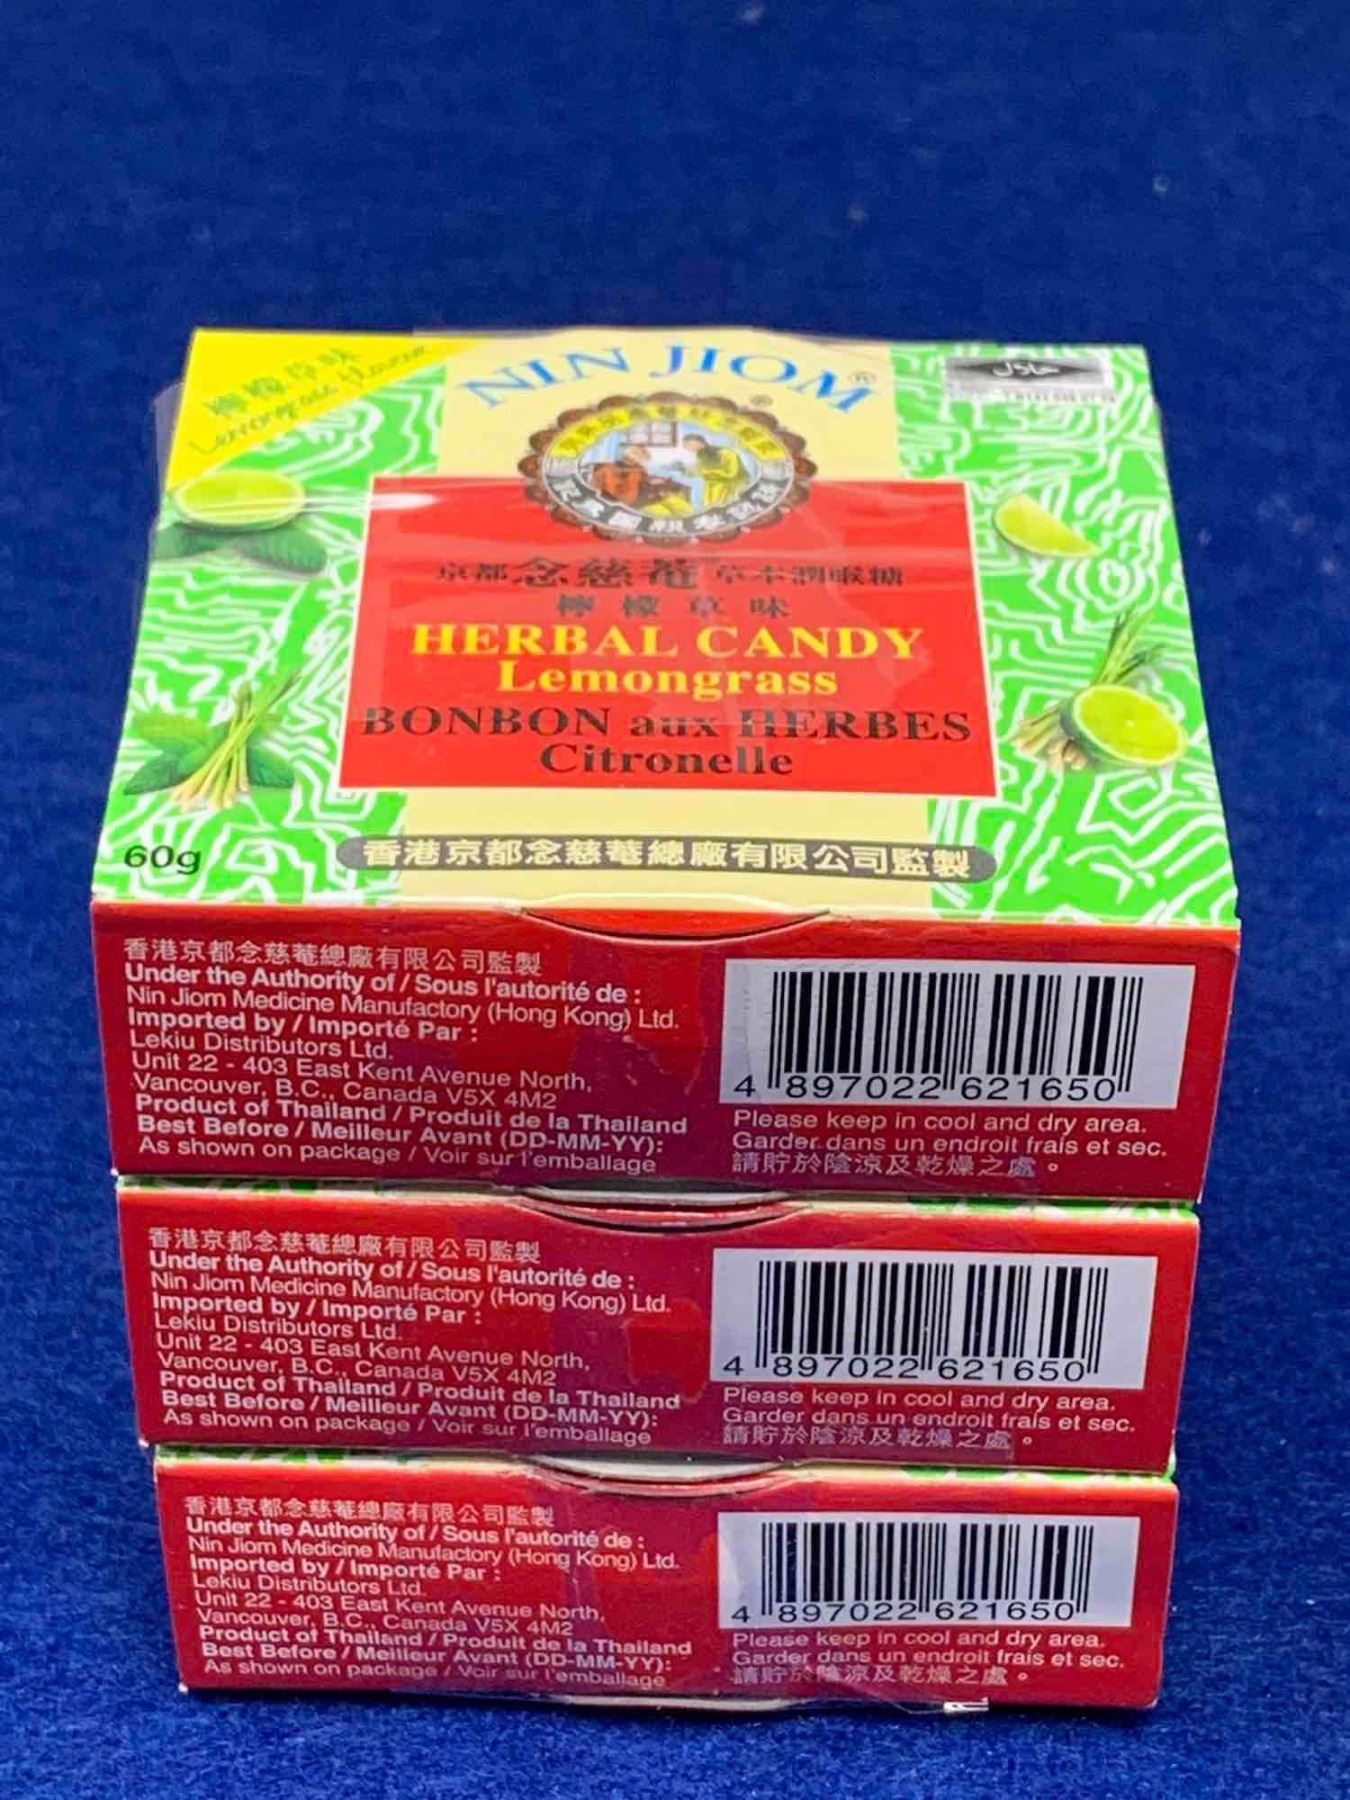 檸檬草味
Lemongrass flavour
NIN JIOM®
حلال
京都念慈菴草本潤喉糖
檸檬草味
HERBAL CANDY
Lemongrass
BONBON aux HERBES
Citronelle
60g
香港京都念慈菴總廠有限公司監製
香港京都念慈菴總廠有限公司監製
Under the Authority of / Sous l'autorité de :
Nin Jiom Medicine Manufactory (Hong Kong) Ltd.
Imported by / Importé Par :
Lekiu Distributors Ltd.
Unit 22 - 403 East Kent Avenue North,
Vancouver, B.C., Canada V5X 4M2
Product of Thailand / Produit de la Thailand
Best Before / Meilleur Avant (DD-MM-YY):
As shown on package / Voir sur l'emballage
4 897022 621650
Please keep in cool and dry area.
Garder dans un endroit frais et sec.
請貯於陰涼及乾燥之處。
香港京都念慈菴總廠有限公司監製
Under the Authority of / Sous l'autorité de :
Nin Jiom Medicine Manufactory (Hong Kong) Ltd.
Imported by / Importé Par :
Lekiu Distributors Ltd.
Unit 22 - 403 East Kent Avenue North,
Vancouver, B.C., Canada V5X 4M2
Product of Thailand / Produit de la Thailand
Best Before / Meilleur Avant (DD-MM-YY):
As shown on package / Voir sur l'emballage
4 897022 621650
Please keep in cool and dry area.
Garder dans un endroit frais et sec.
請貯於陰涼及乾燥之處。
香港京都念慈菴總廠有限公司監製
Under the Authority of / Sous l'autorité de :
Nin Jiom Medicine Manufactory (Hong Kong) Ltd.
Imported by / Importé Par :
Lekiu Distributors Ltd.
Unit 22 - 403 East Kent Avenue North,
Vancouver, B.C., Canada V5X 4M2
Product of Thailand / Produit de la Thailand
Best Before / Meilleur Avant (DD-MM-YY):
As shown on package / Voir sur l'emballage
4 897022 621650
Please keep in cool and dry area.
Garder dans un endroit frais et sec.
請貯於陰涼及乾燥之處。